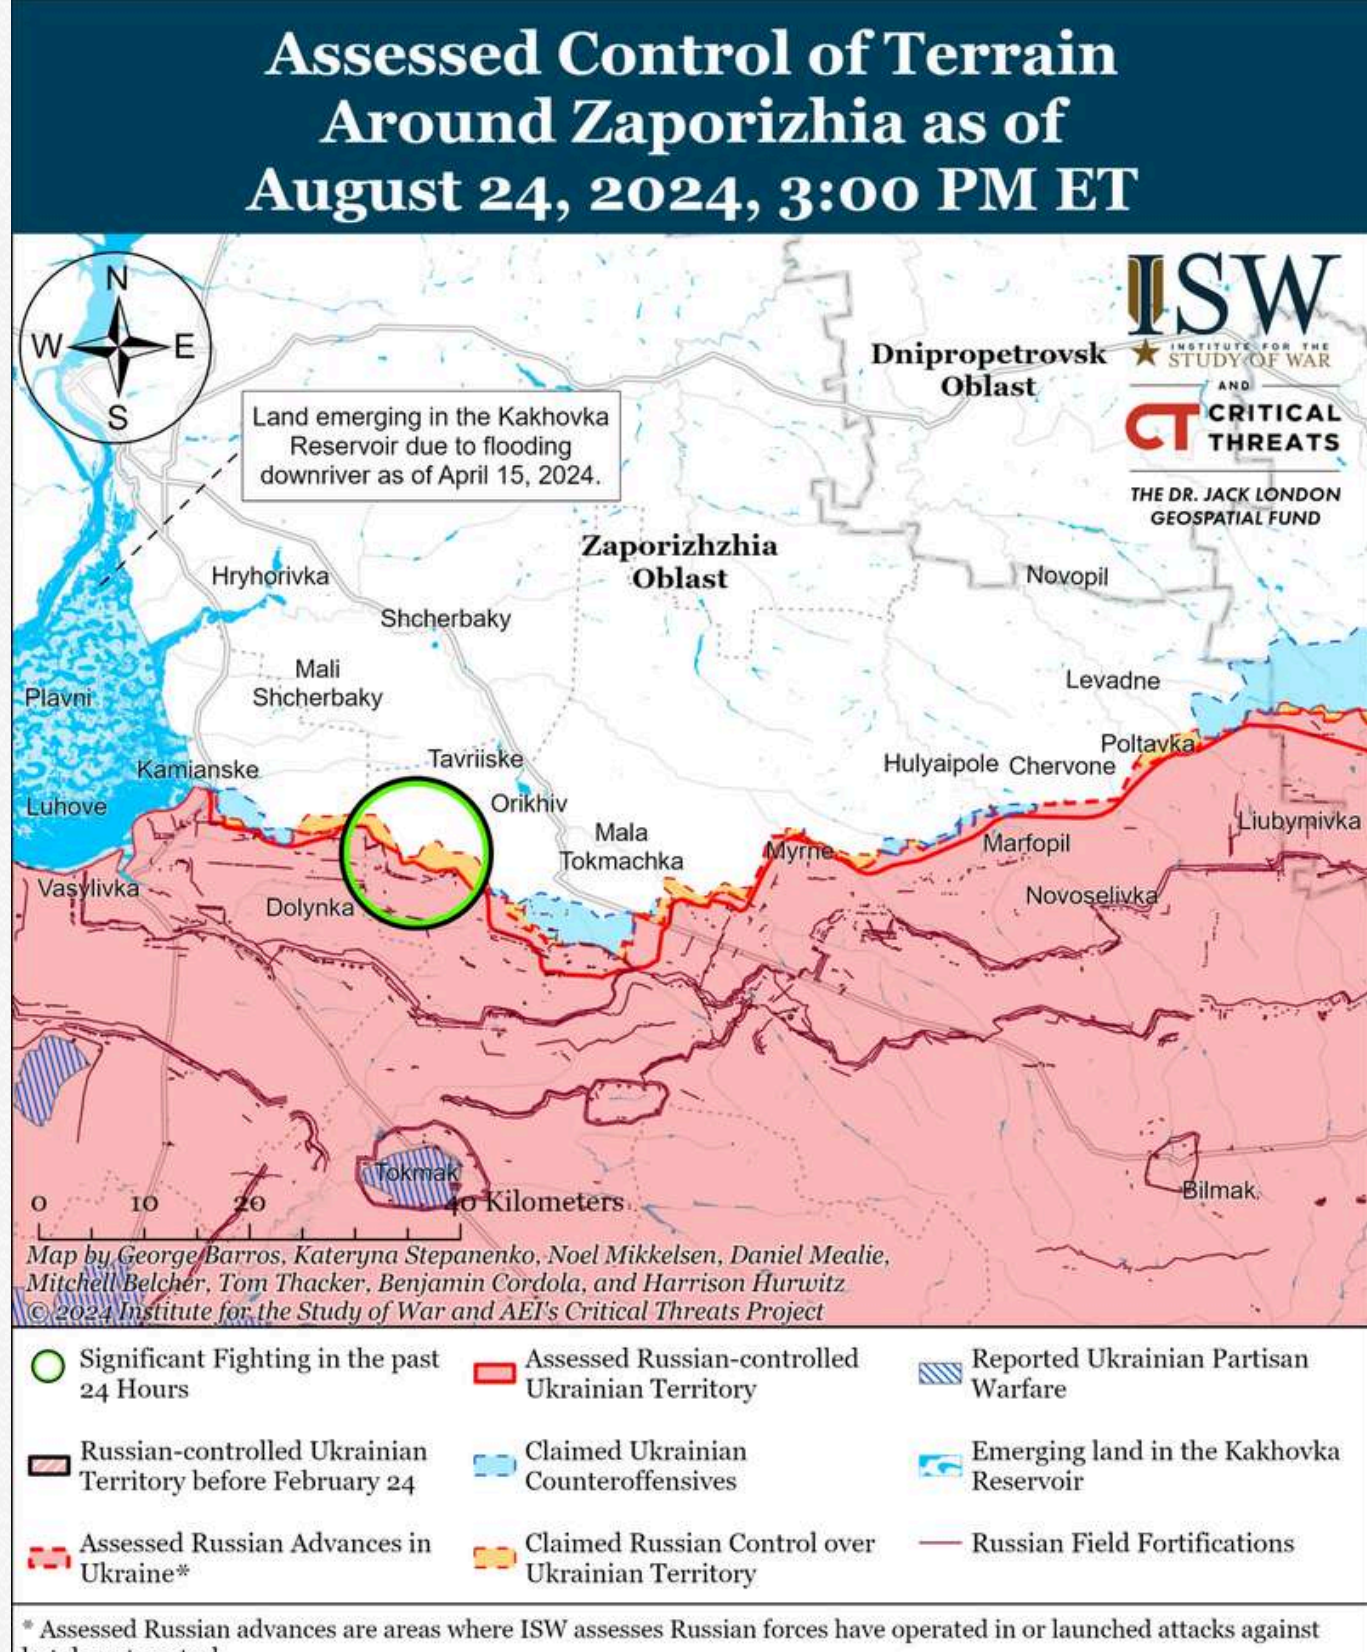 Assessed Control of Terrain
Around Zaporizhia as of
August 24, 2024, 3:00 PM ET
N
W E
S
ISW
INSTITUTE FOR THE
STUDY OF WAR
AND
CT CRITICAL
THREATS
THE DR. JACK LONDON
GEOSPATIAL FUND
Dnipropetrovsk
Oblast
Land emerging in the Kakhovka
Reservoir due to flooding
downriver as of April 15, 2024.
Zaporizhzhia
Oblast
Hryhorivka
Novopil
Shcherbaky
Mali
Shcherbaky
Levadne
Plavni
Poltavka
Tavriiske
Hulyaipole
Chervone
Kamianske
Luhove
Orikhiv
Liubymivka
Mala
Tokmachka
Myrne
Marfopil
Vasylivka
Novoselivka
Dolynka
Tokmak
Bilmak
0 10 20 40 Kilometers
Map by George Barros, Kateryna Stepanenko, Noel Mikkelsen, Daniel Mealie,
Mitchell Belcher, Tom Thacker, Benjamin Cordola, and Harrison Hurwitz
© 2024 Institute for the Study of War and AEI's Critical Threats Project
Significant Fighting in the past
24 Hours
Assessed Russian-controlled
Ukrainian Territory
Reported Ukrainian Partisan
Warfare
Russian-controlled Ukrainian
Territory before February 24
Claimed Ukrainian
Counteroffensives
Emerging land in the Kakhovka
Reservoir
Assessed Russian Advances in
Ukraine*
Claimed Russian Control over
Ukrainian Territory
Russian Field Fortifications
* Assessed Russian advances are areas where ISW assesses Russian forces have operated in or launched attacks against